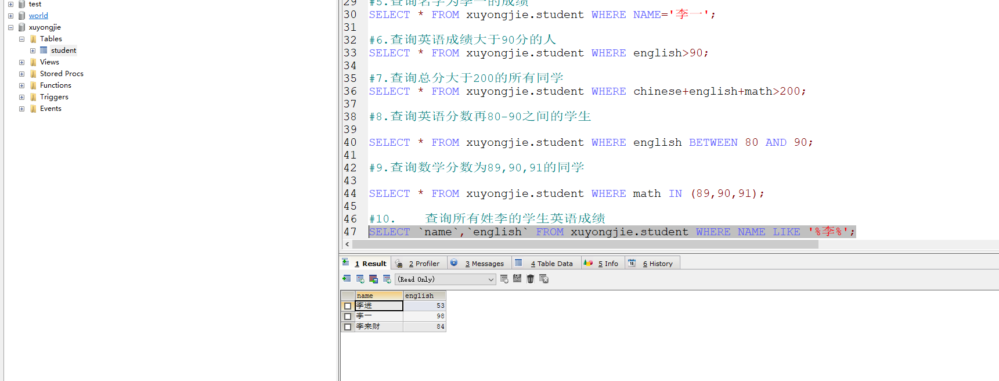 test
world
xuyongjie
Tables
student
Views
Stored Procs
Functions
Triggers
Events
29 #5.查询名字为李一的成绩
30 SELECT * FROM xuyongjie.student WHERE NAME='李一';
31
32 #6.查询英语成绩大于90分的人
33 SELECT * FROM xuyongjie.student WHERE english>90;
34
35 #7.查询总分大于200的所有同学
36 SELECT * FROM xuyongjie.student WHERE chinese+english+math>200;
37
38 #8.查询英语分数再80-90之间的学生
39
40 SELECT * FROM xuyongjie.student WHERE english BETWEEN 80 AND 90;
41
42 #9.查询数学分数为89,90,91的同学
43
44 SELECT * FROM xuyongjie.student WHERE math IN (89,90,91);
45
46 #10. 查询所有姓李的学生英语成绩
47 SELECT `name`,`english` FROM xuyongjie.student WHERE NAME LIKE '%李%';
1 Result 2 Profiler 3 Messages 4 Table Data 5 Info 6 History
(Read Only)
name english
李进 53
李一 98
李来财 84